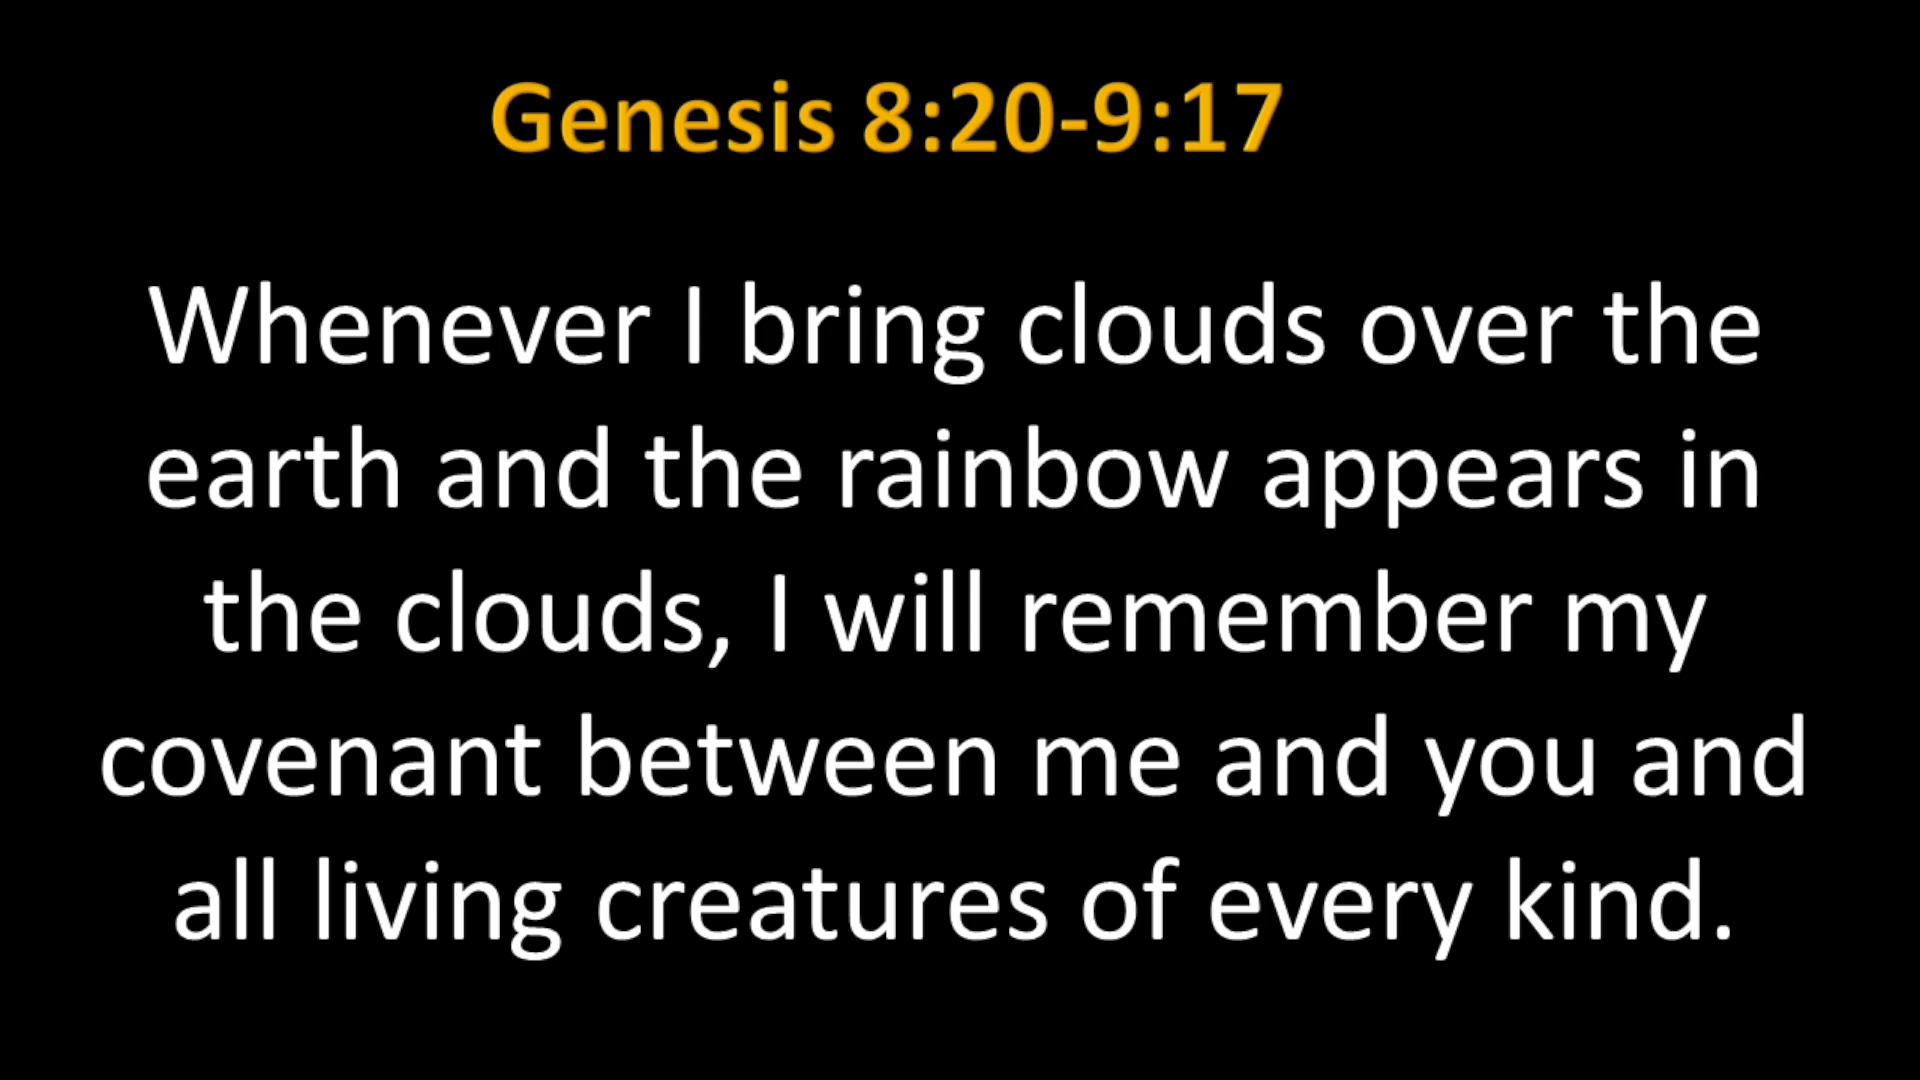 Genesis 8:20-9:17
Whenever I bring clouds over the
earth and the rainbow appears in
the clouds, I will remember my
covenant between me and you and
all living creatures of every kind.